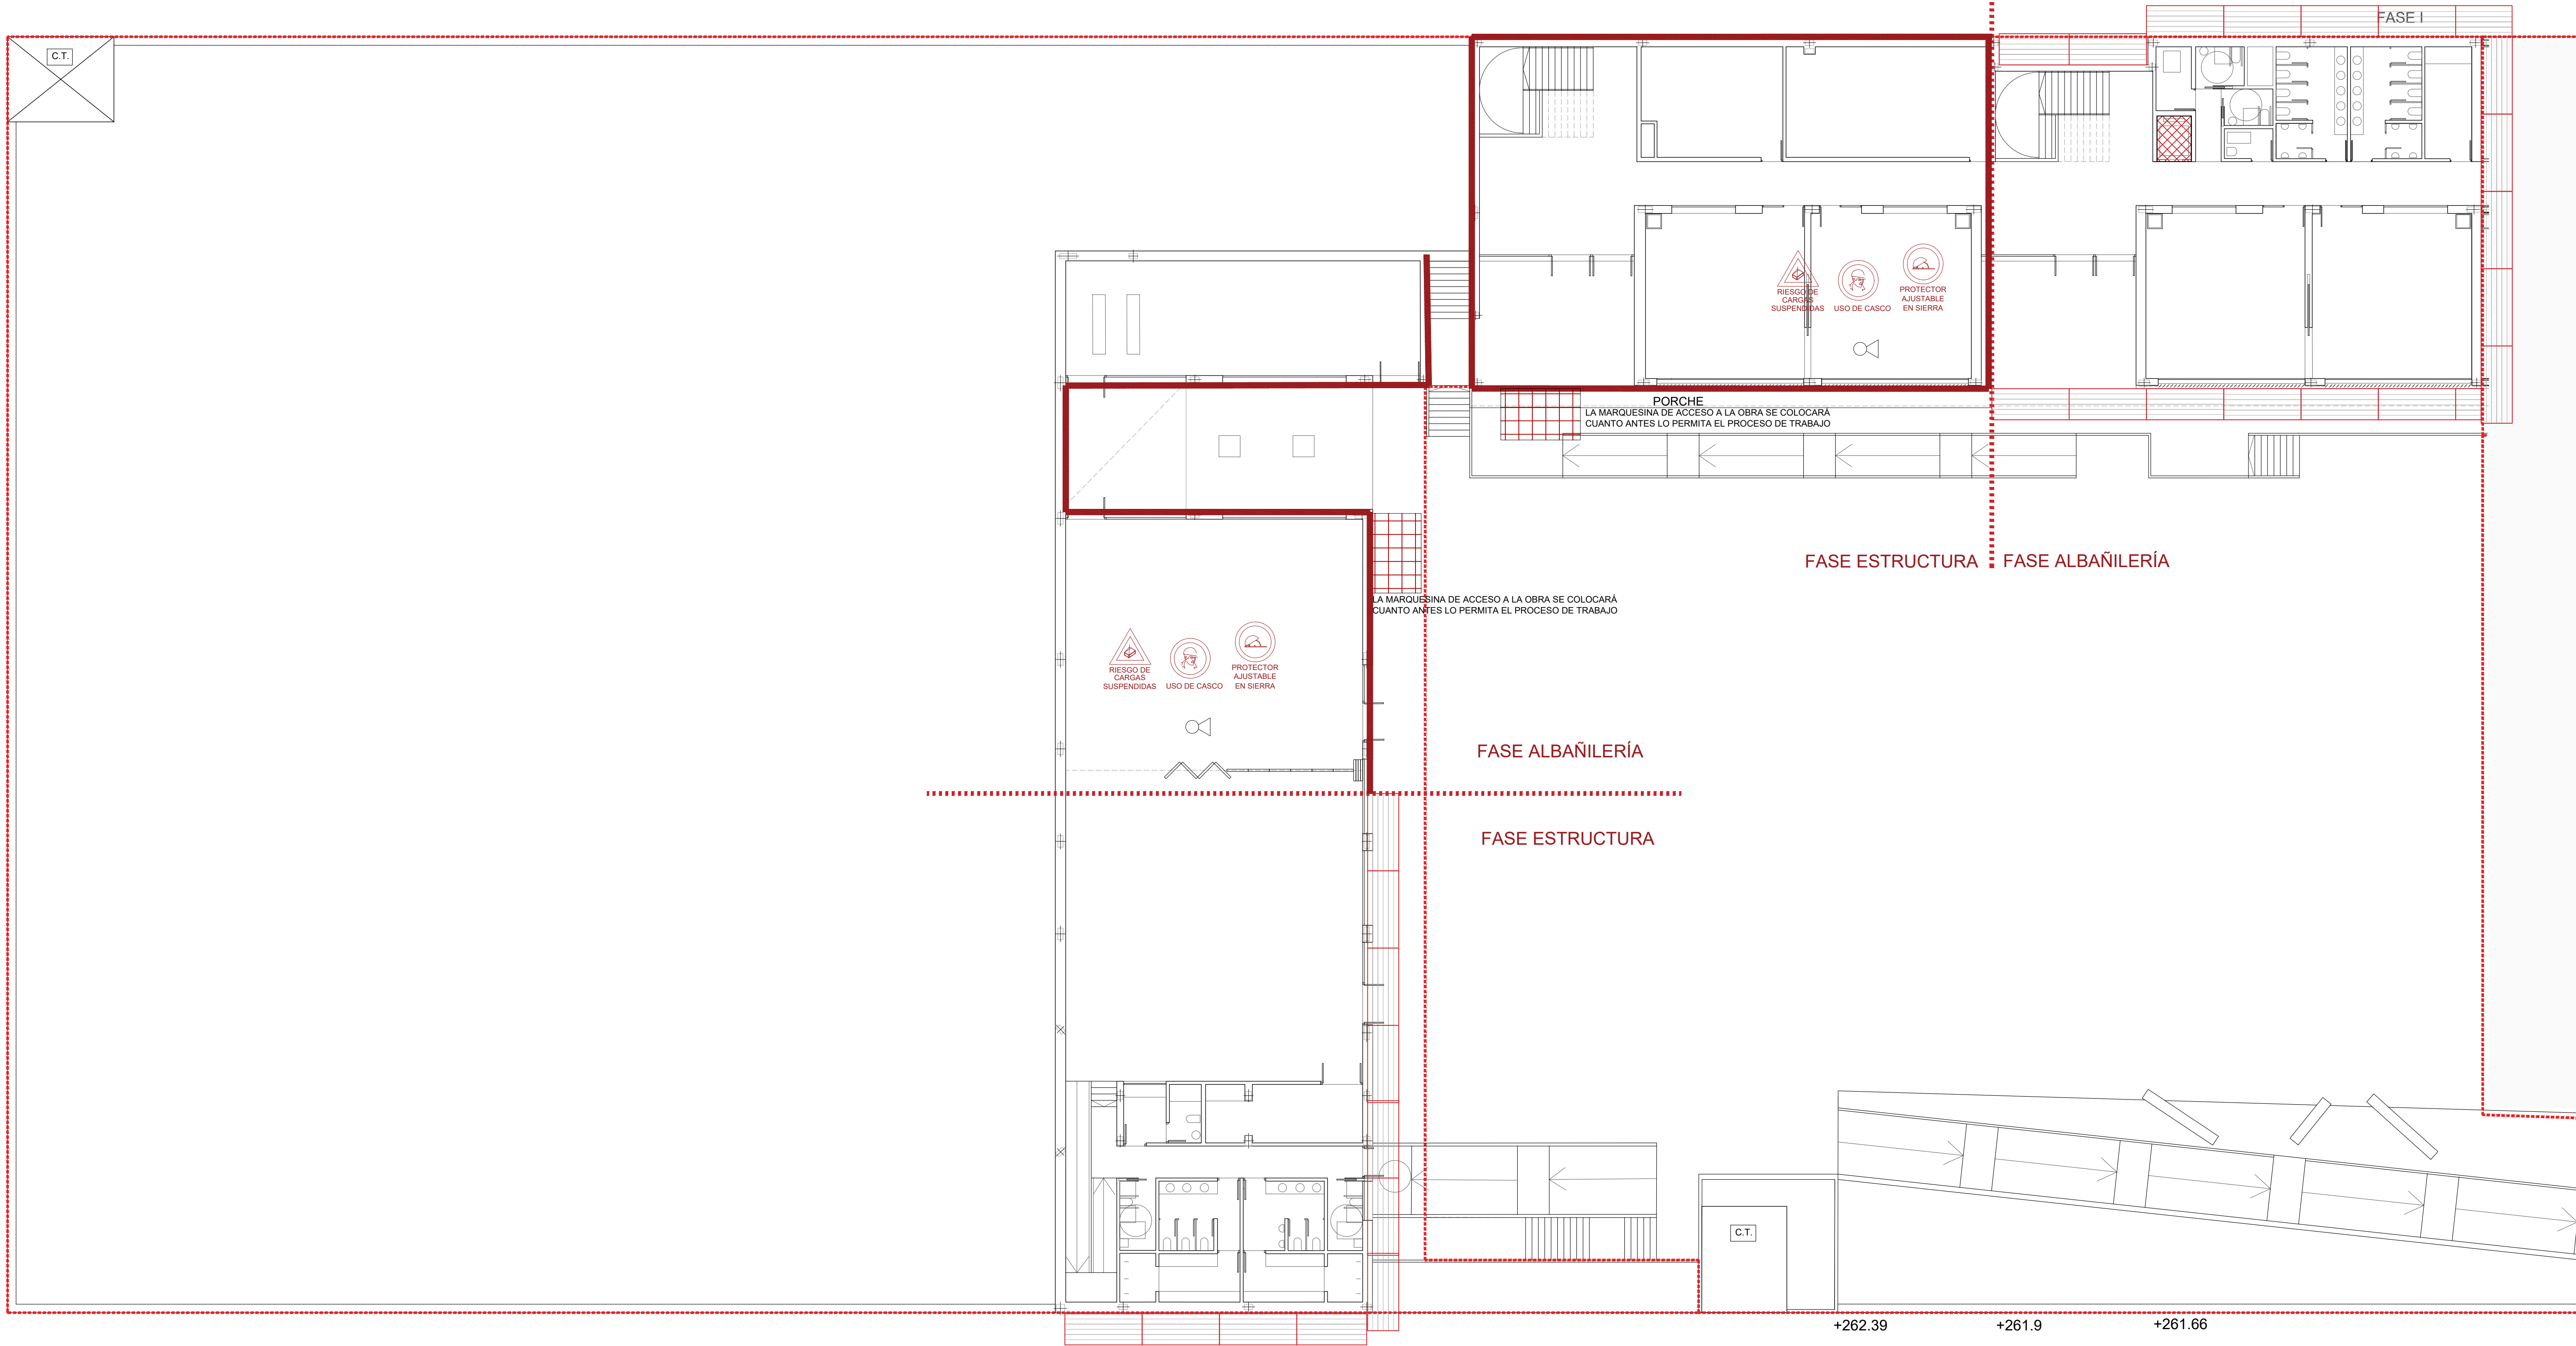 FASE I
C.T.
RIESGO DE
CARGAS
SUSPENDIDAS
USO DE CASCO
PROTECTOR
AJUSTABLE
EN SIERRA
PORCHE
LA MARQUESINA DE ACCESO A LA OBRA SE COLOCARÁ
CUANTO ANTES LO PERMITA EL PROCESO DE TRABAJO
FASE ESTRUCTURA
FASE ALBAÑILERÍA
LA MARQUESINA DE ACCESO A LA OBRA SE COLOCARÁ
CUANTO ANTES LO PERMITA EL PROCESO DE TRABAJO
RIESGO DE
CARGAS
SUSPENDIDAS
USO DE CASCO
PROTECTOR
AJUSTABLE
EN SIERRA
FASE ALBAÑILERÍA
FASE ESTRUCTURA
C.T.
+262.39
+261.9
+261.66